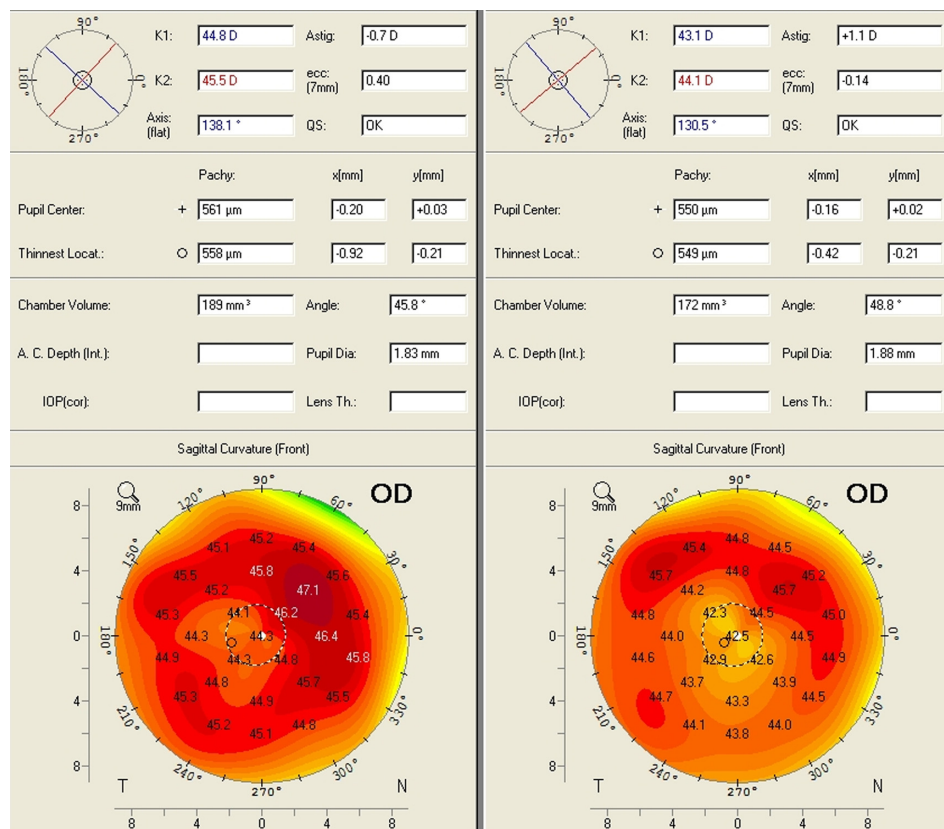 90°
K1: 44.8 D Astig: -0.7 D
180° 0° K2: 45.5 D ecc: (7mm) 0.40
Axis: (flat) 138.1 ° QS: OK
270°
Pachy: x[mm] y[mm]
Pupil Center: + 561 µm -0.20 +0.03
Thinnest Locat.: O 558 µm -0.92 -0.21
Chamber Volume: 189 mm³ Angle: 45.8 °
A. C. Depth (Int.): Pupil Dia: 1.83 mm
IOP(cor): Lens Th.:
Sagittal Curvature (Front)
90°
8 9mm 120° 60° OD
45.2
45.1 45.4
4 150° 45.5 45.8 45.6 30°
45.2 47.1
45.3 44.1 46.2 45.4
0 180° 44.3 44.3 46.4 0°
44.9 44.3 44.8 45.8
44.8 45.7
4 45.3 44.9 45.5
210° 45.2 45.1 44.8 330°
8 240° 300°
T 270° N
8 4 0 4 8
90°
K1: 43.1 D Astig: +1.1 D
180° 0° K2: 44.1 D ecc: (7mm) -0.14
Axis: (flat) 130.5 ° QS: OK
270°
Pachy: x[mm] y[mm]
Pupil Center: + 550 µm -0.16 +0.02
Thinnest Locat.: O 549 µm -0.42 -0.21
Chamber Volume: 172 mm³ Angle: 48.8 °
A. C. Depth (Int.): Pupil Dia: 1.88 mm
IOP(cor): Lens Th.:
Sagittal Curvature (Front)
90°
8 9mm 120° 60° OD
44.8
45.4 44.5
4 150° 45.7 44.8 45.2 30°
44.2 45.7
44.8 42.3 44.5 45.0
0 180° 44.0 42.5 44.5 0°
44.6 42.9 42.6 44.9
43.7 43.9
4 44.7 43.3 44.5
210° 44.1 43.8 44.0 330°
8 240° 300°
T 270° N
8 4 0 4 8